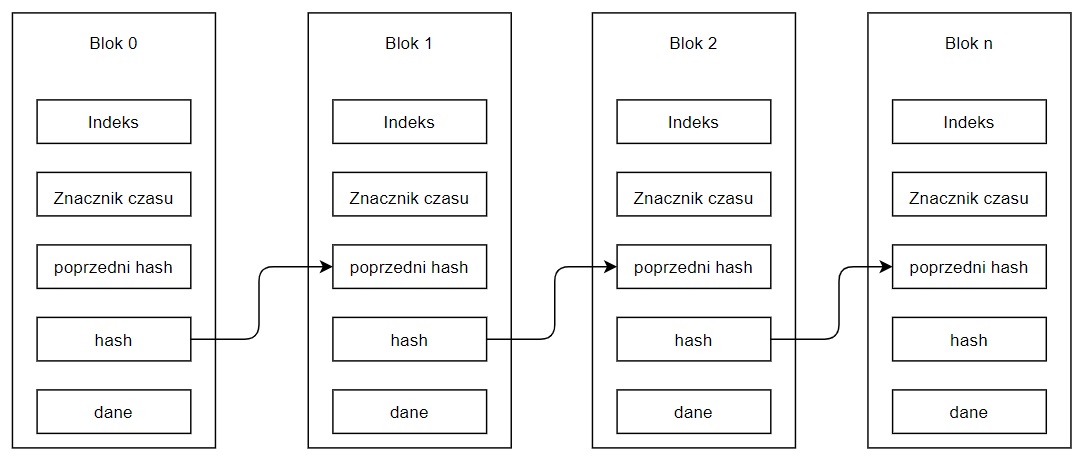 Blok 0
Indeks
Znacznik czasu
poprzedni hash
hash
dane
Blok 1
Indeks
Znacznik czasu
poprzedni hash
hash
dane
Blok 2
Indeks
Znacznik czasu
poprzedni hash
hash
dane
Blok n
Indeks
Znacznik czasu
poprzedni hash
hash
dane